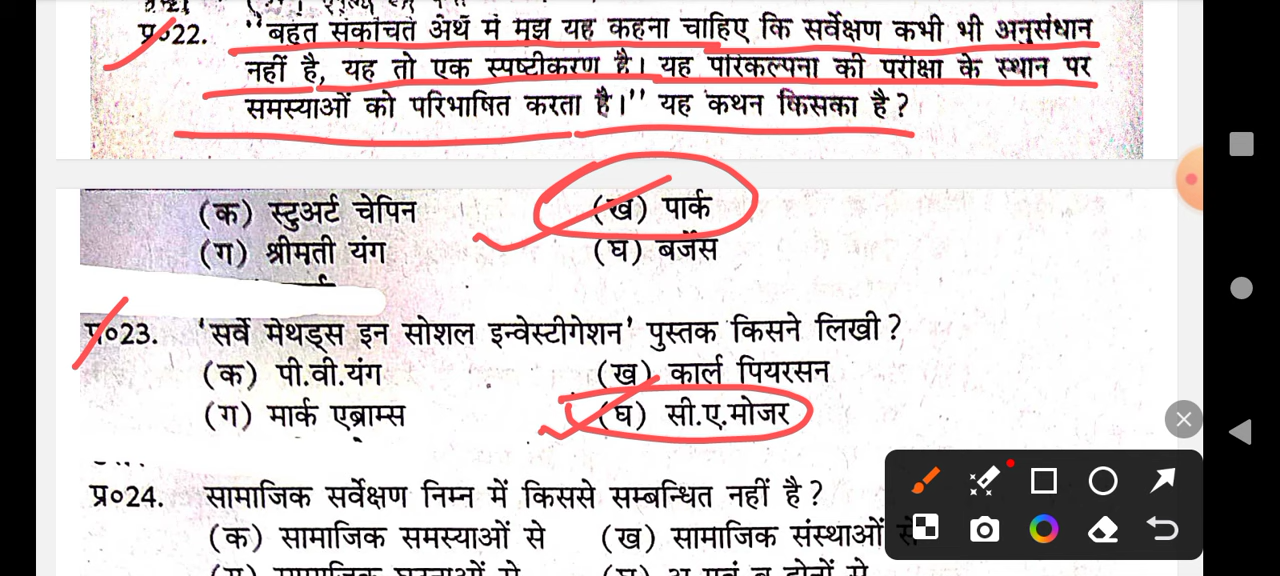 प्र०22. "बहुत संकुचित अर्थ में मुझे यह कहना चाहिए कि सर्वेक्षण कभी भी अनुसंधान
नहीं है, यह तो एक स्पष्टीकरण है। यह परिकल्पना की परीक्षा के स्थान पर
समस्याओं को परिभाषित करता है।" यह कथन किसका है?
(क) स्टुअर्ट चेपिन (ख) पार्क
(ग) श्रीमती यंग (घ) बर्जेस
प्र०23. 'सर्वे मेथड्स इन सोशल इन्वेस्टीगेशन' पुस्तक किसने लिखी?
(क) पी.वी.यंग (ख) कार्ल पियरसन
(ग) मार्क एब्राम्स (घ) सी.ए.मोजर
प्र०24. सामाजिक सर्वेक्षण निम्न में किससे सम्बन्धित नहीं है?
(क) सामाजिक समस्याओं से (ख) सामाजिक संस्थाओं से